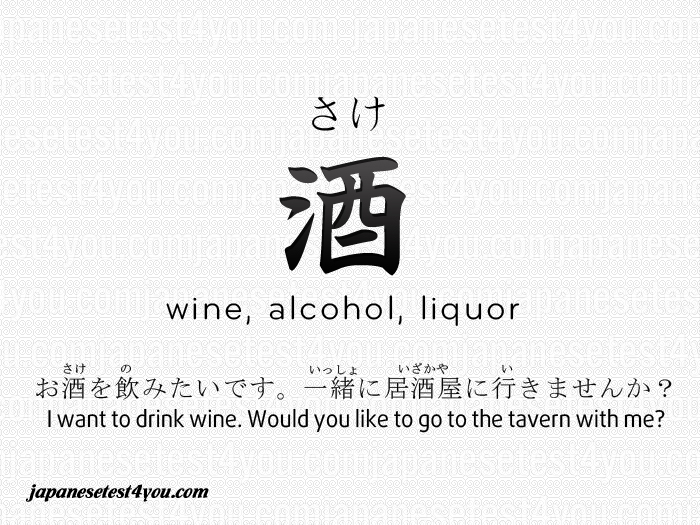 さけ
酒
wine, alcohol, liquor
さけ の いっしょ いざかや い
お酒を飲みたいです。一緒に居酒屋に行きませんか？
I want to drink wine. Would you like to go to the tavern with me?
japanesetest4you.com